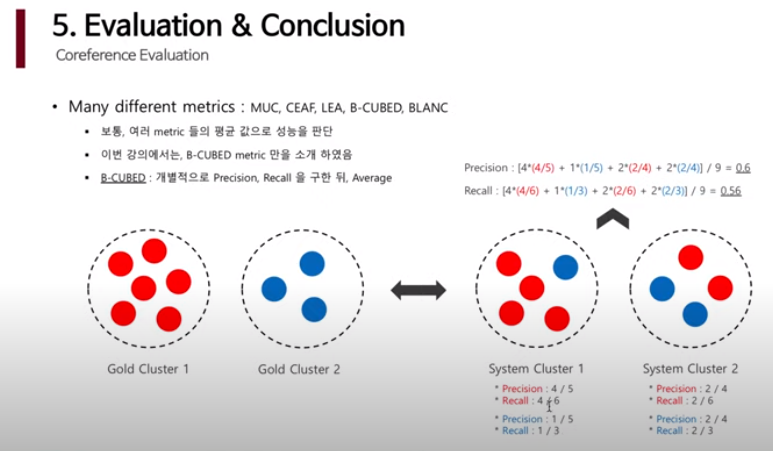 5. Evaluation & Conclusion
Coreference Evaluation
• Many different metrics : MUC, CEAF, LEA, B-CUBED, BLANC
▪ 보통, 여러 metric 들의 평균 값으로 성능을 판단
▪ 이번 강의에서는, B-CUBED metric 만을 소개 하였음
▪ B-CUBED : 개별적으로 Precision, Recall 을 구한 뒤, Average
Precision : [4*(4/5) + 1*(1/5) + 2*(2/4) + 2*(2/4)] / 9 = 0.6
Recall : [4*(4/6) + 1*(1/3) + 2*(2/6) + 2*(2/3)] / 9 = 0.56
Gold Cluster 1
Gold Cluster 2
System Cluster 1
* Precision : 4 / 5
* Recall : 4 / 6
* Precision : 1 / 5
* Recall : 1 / 3
System Cluster 2
* Precision : 2 / 4
* Recall : 2 / 6
* Precision : 2 / 4
* Recall : 2 / 3